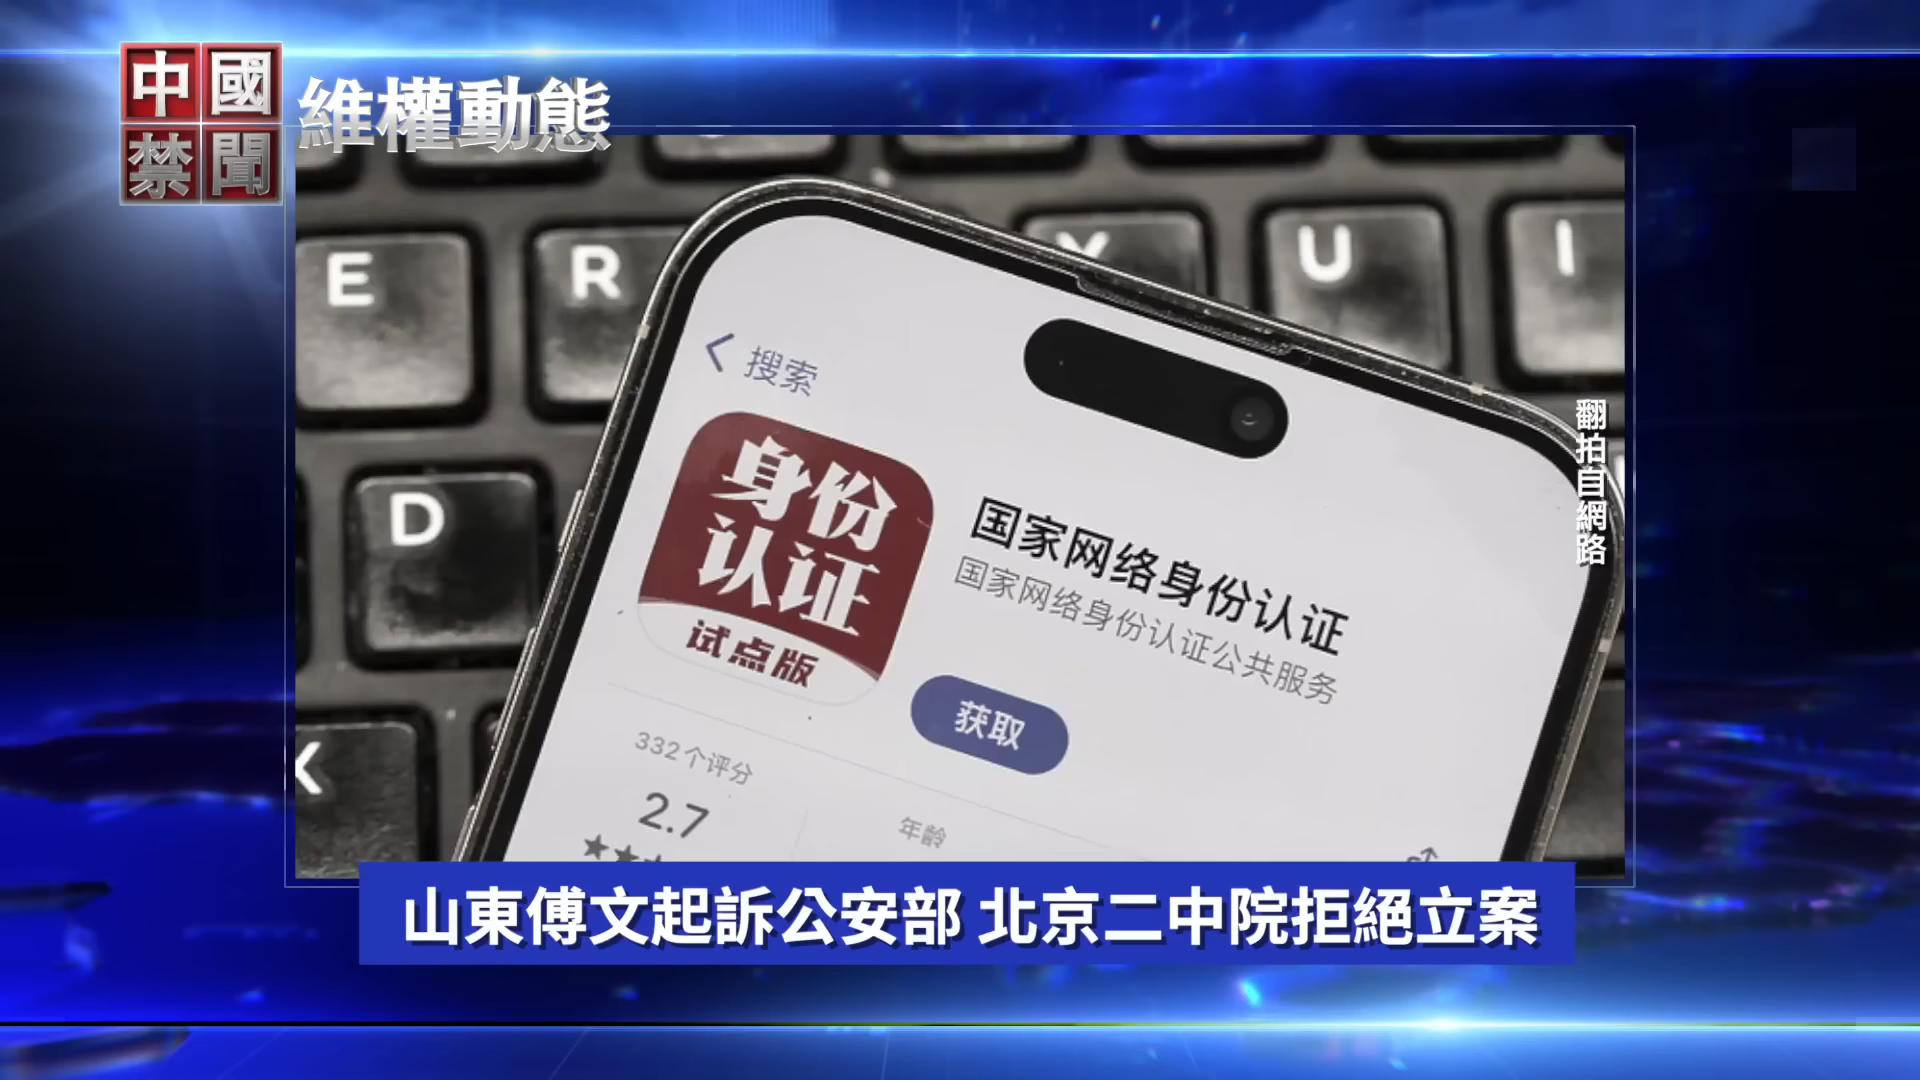 中國
禁聞
維權動態
E
R
Y
U
I
D
X
搜索
身份
认证
试点版
国家网络身份认证
国家网络身份认证公共服务
获取
332个评分
2.7
年龄
翻拍自網路
山東傅文起訴公安部 北京二中院拒絕立案